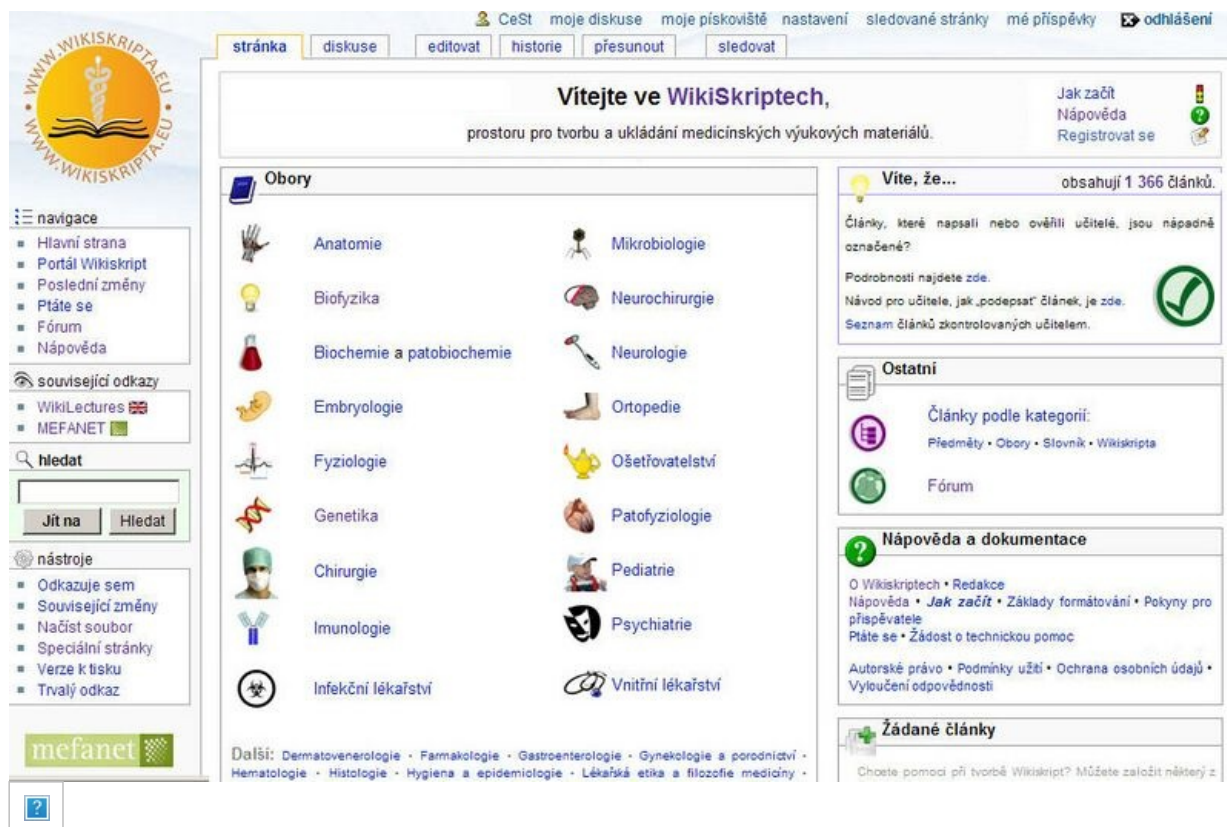 CeSt moje diskuse moje pískoviště nastavení sledované stránky mé příspěvky odhlášení
stránka diskuse editovat historie přesunout sledovat
WWW.WIKISKRIPTA.EU • WWW.WIKISKRIPTA.EU •
Vítejte ve WikiSkriptech,
prostoru pro tvorbu a ukládání medicínských výukových materiálů.
Jak začít
Nápověda
Registrovat se
navigace
Hlavní strana
Portál Wikiskript
Poslední změny
Ptáte se
Fórum
Nápověda
související odkazy
WikiLectures
MEFANET
hledat
Jít na Hledat
nástroje
Odkazuje sem
Související změny
Načíst soubor
Speciální stránky
Verze k tisku
Trvalý odkaz
mefanet
Obory
Anatomie
Biofyzika
Biochemie a patobiochemie
Embryologie
Fyziologie
Genetika
Chirurgie
Imunologie
Infekční lékařství
Mikrobiologie
Neurochirurgie
Neurologie
Ortopedie
Ošetřovatelství
Patofyziologie
Pediatrie
Psychiatrie
Vnitřní lékařství
Další: Dermatovenerologie • Farmakologie • Gastroenterologie • Gynekologie a porodnictví •
Hematologie • Histologie • Hygiena a epidemiologie • Lékařská etika a filozofie medicíny •
Víte, že... obsahují 1 366 článků.
Články, které napsali nebo ověřili učitelé, jsou nápadně
označené?
Podrobnosti najdete zde.
Návod pro učitele, jak „podepsat“ článek, je zde.
Seznam článků zkontrolovaných učitelem.
Ostatní
Články podle kategorií:
Předměty • Obory • Slovník • Wikiskripta
Fórum
Nápověda a dokumentace
O Wikiskriptech • Redakce
Nápověda • Jak začít • Základy formátování • Pokyny pro
přispěvatele
Ptáte se • Žádost o technickou pomoc
Autorské právo • Podmínky užití • Ochrana osobních údajů •
Vyloučení odpovědnosti
Žádané články
Chcete pomoci při tvorbě Wikiskript? Můžete založit některý z